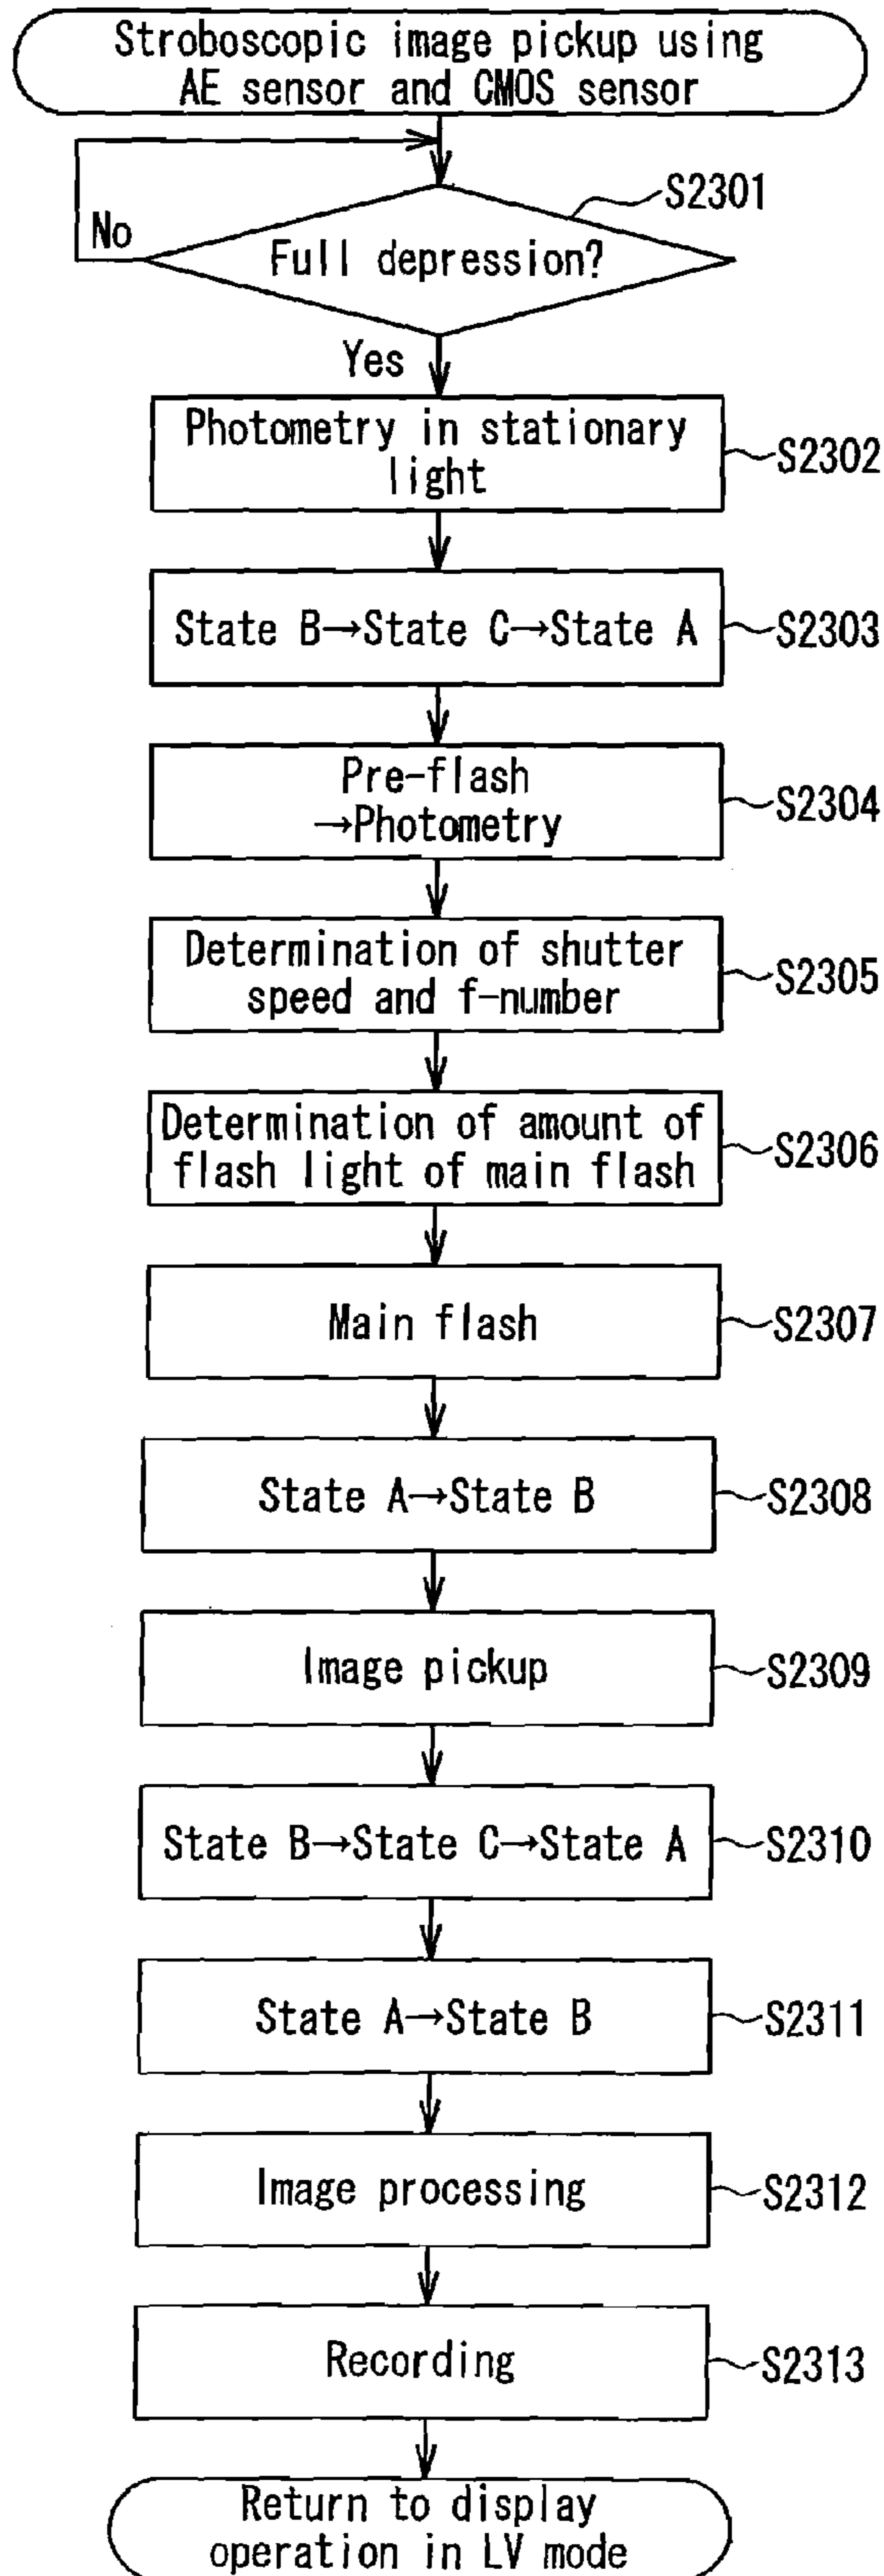 Stroboscopic image pickup using
AE sensor and CMOS sensor
S2301
No
Full depression?
Yes
Photometry in stationary
light
S2302
State B→State C→State A
S2303
Pre-flash
→Photometry
S2304
Determination of shutter
speed and f-number
S2305
Determination of amount of
flash light of main flash
S2306
Main flash
S2307
State A→State B
S2308
Image pickup
S2309
State B→State C→State A
S2310
State A→State B
S2311
Image processing
S2312
Recording
S2313
Return to display
operation in LV mode